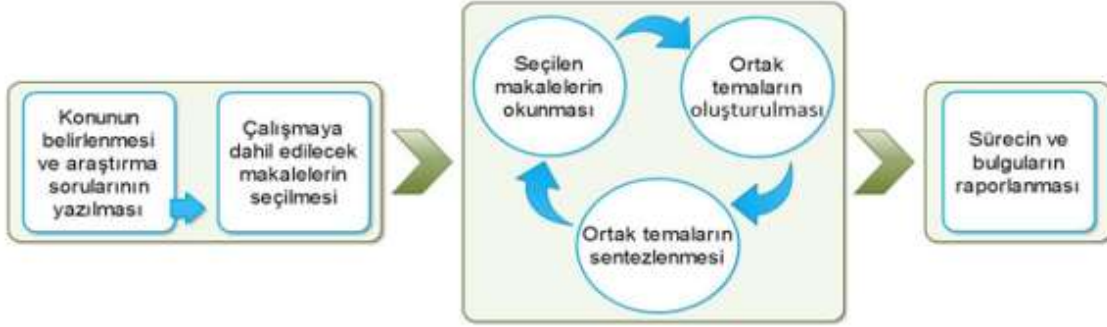 Konunun
belirlenmesi
ve araştırma
sorularının
yazılması
Çalışmaya
dahil edilecek
makalelerin
seçilmesi
Seçilen
makalelerin
okunması
Ortak
temaların
oluşturulması
Ortak temaların
sentezlenmesi
Sürecin ve
bulguların
raporlanması